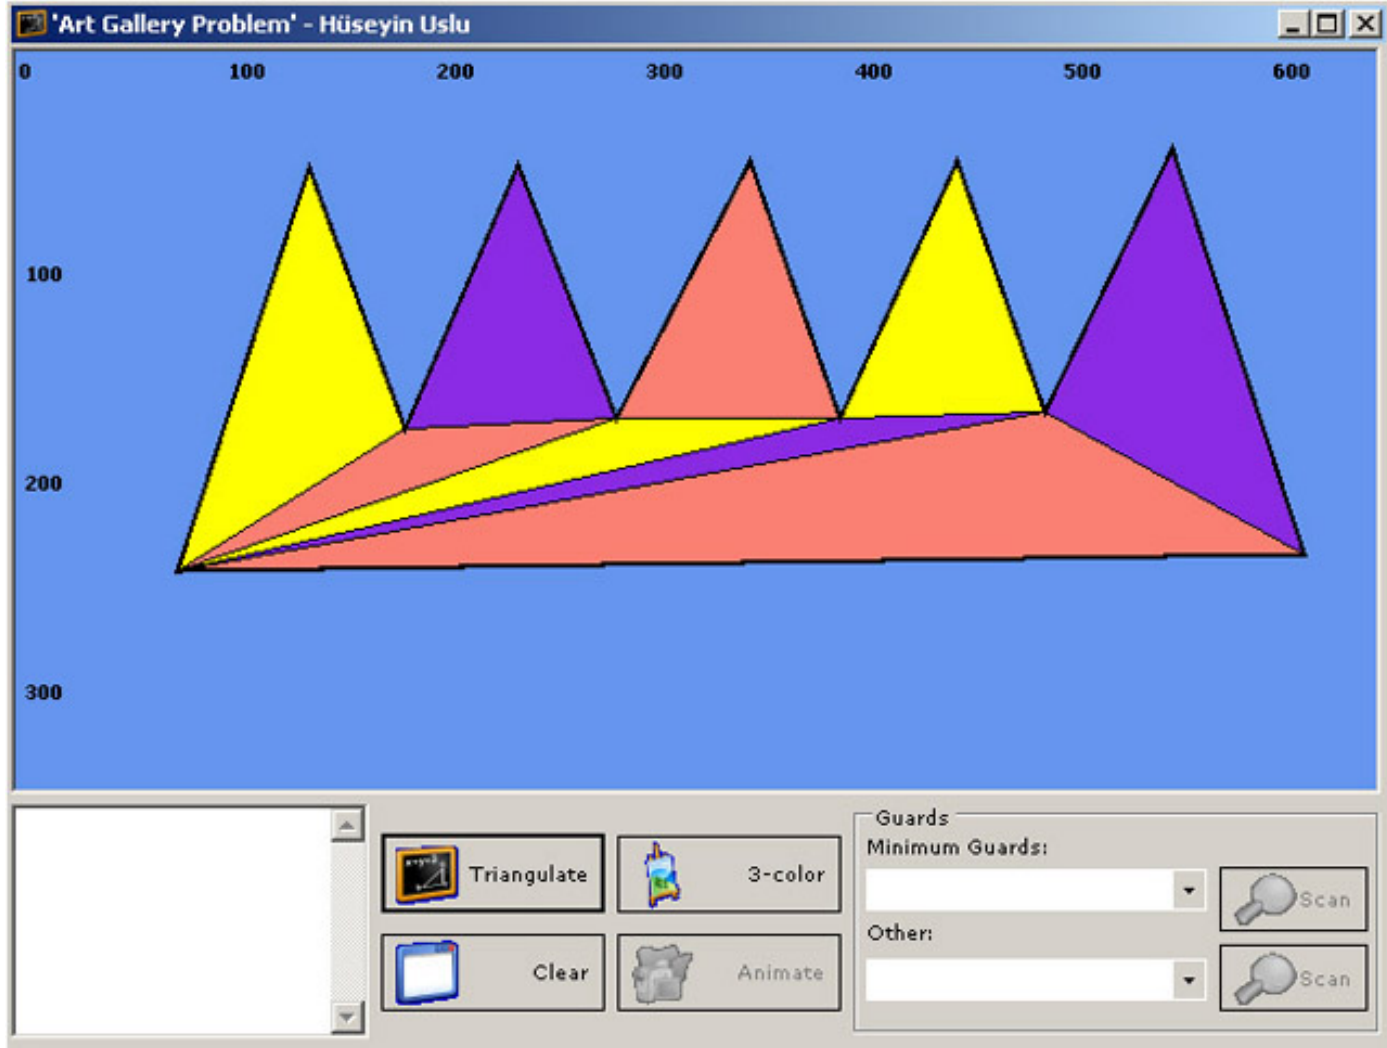 'Art Gallery Problem' - Hüseyin Uslu
0 100 200 300 400 500 600
100
200
300
Triangulate
3-color
Clear
Animate
Guards
Minimum Guards:
Scan
Other:
Scan